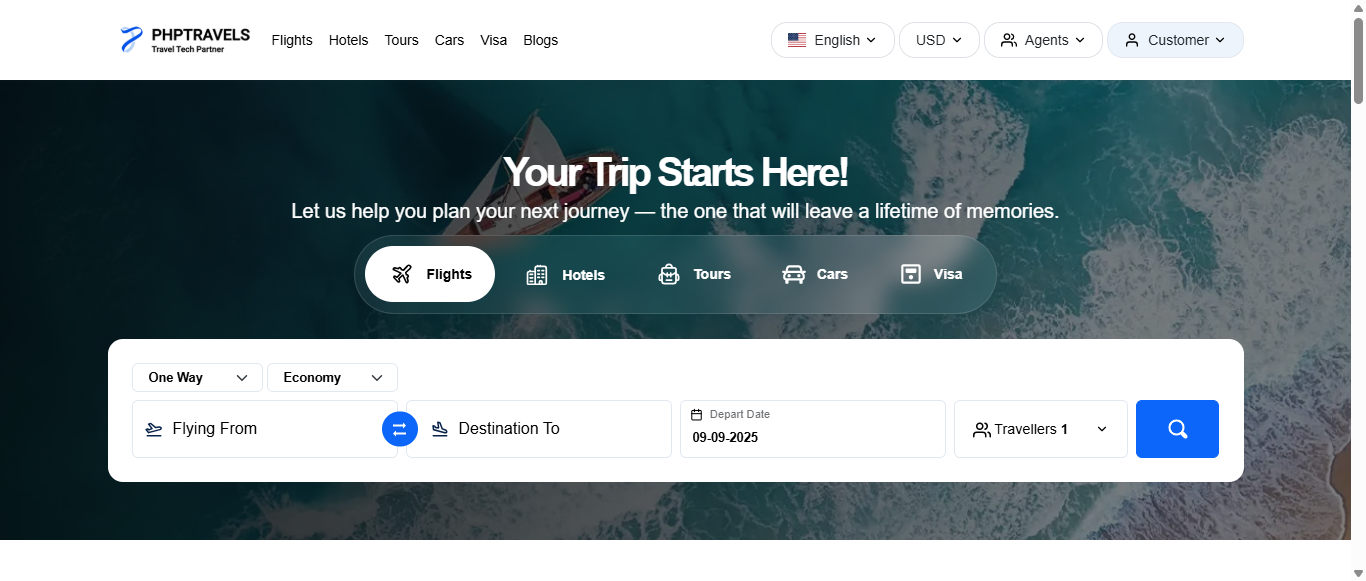 PHPTRAVELS
Travel Tech Partner
Flights Hotels Tours Cars Visa Blogs
English USD Agents Customer
Your Trip Starts Here!
Let us help you plan your next journey — the one that will leave a lifetime of memories.
Flights Hotels Tours Cars Visa
One Way Economy
Flying From Destination To
Depart Date
09-09-2025
Travellers 1